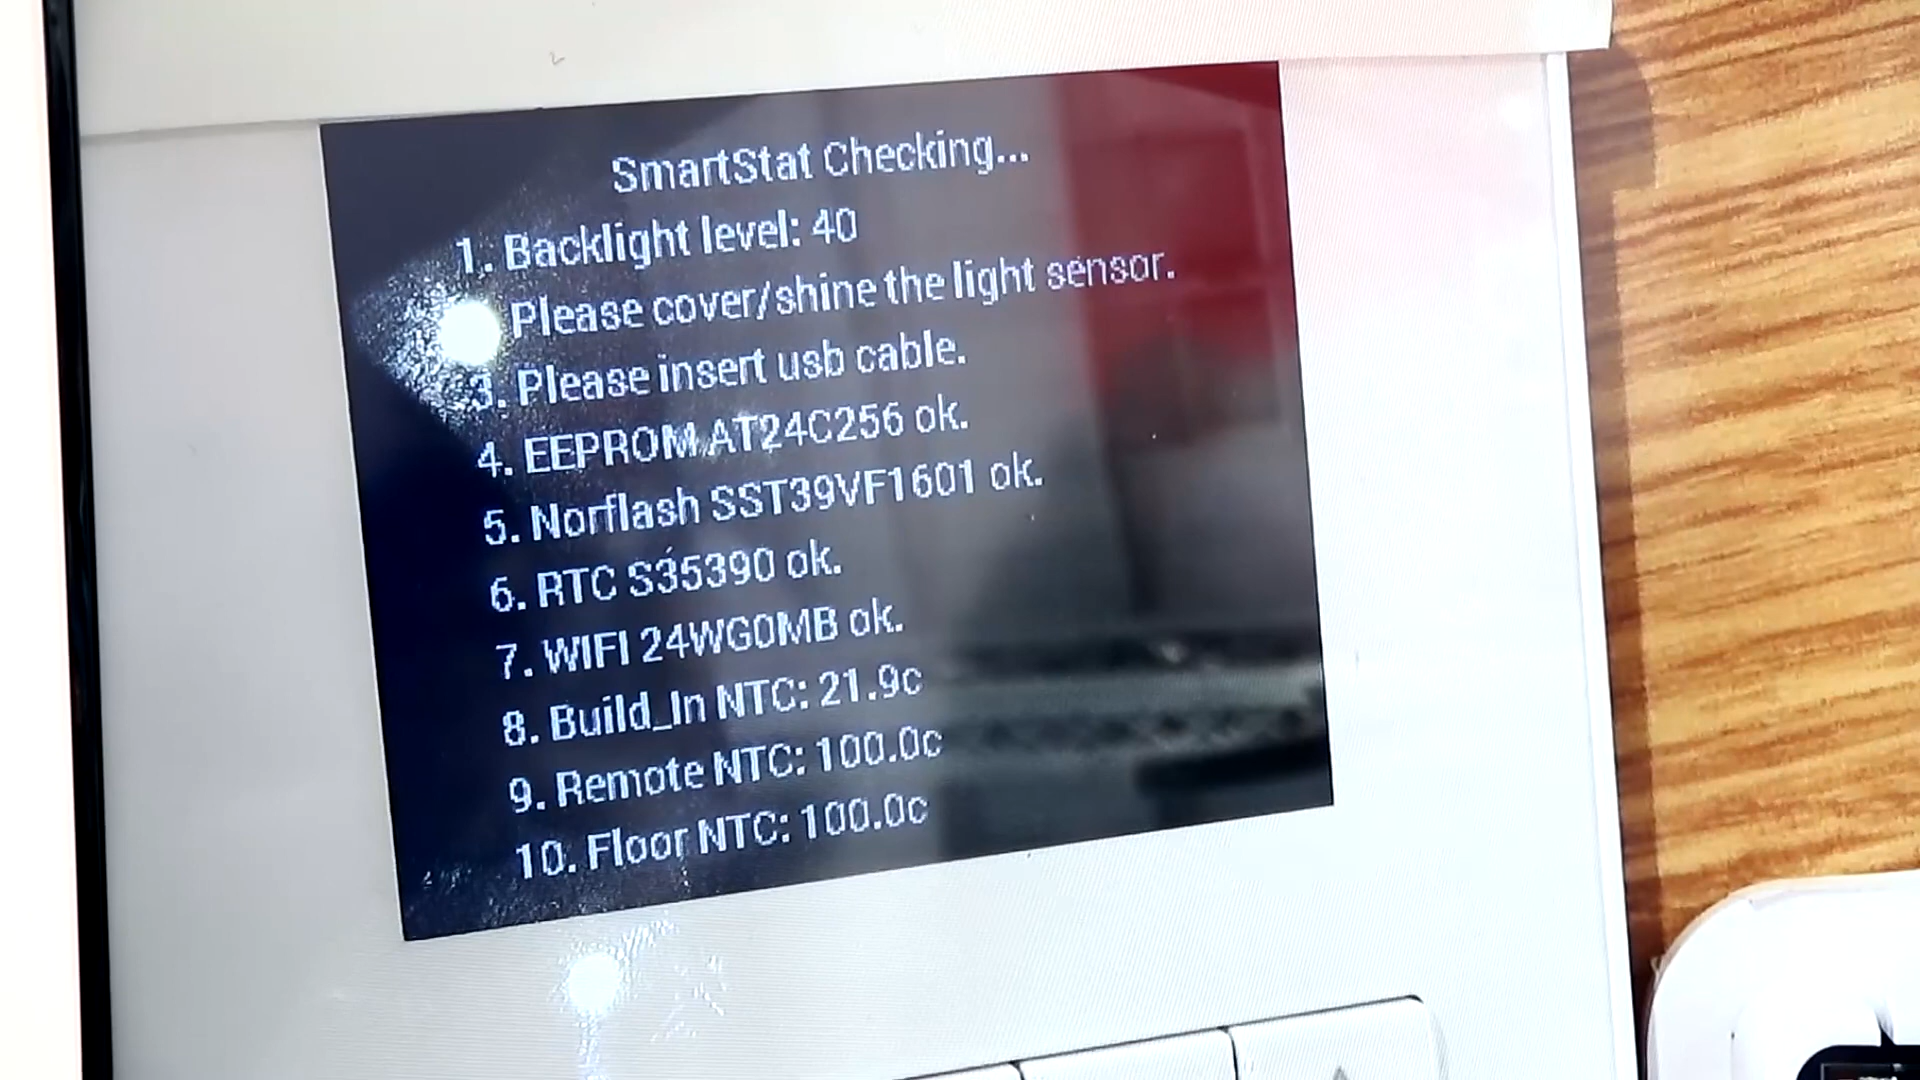 SmartStat Checking...
1. Backlight level: 40
Please cover/shine the light sensor.
3. Please insert usb cable.
4. EEPROM AT24C256 ok.
5. Norflash SST39VF1601 ok.
6. RTC S35390 ok.
7. WIFI 24WG0MB ok.
8. Build_In NTC: 21.9c
9. Remote NTC: 100.0c
10. Floor NTC: 100.0c